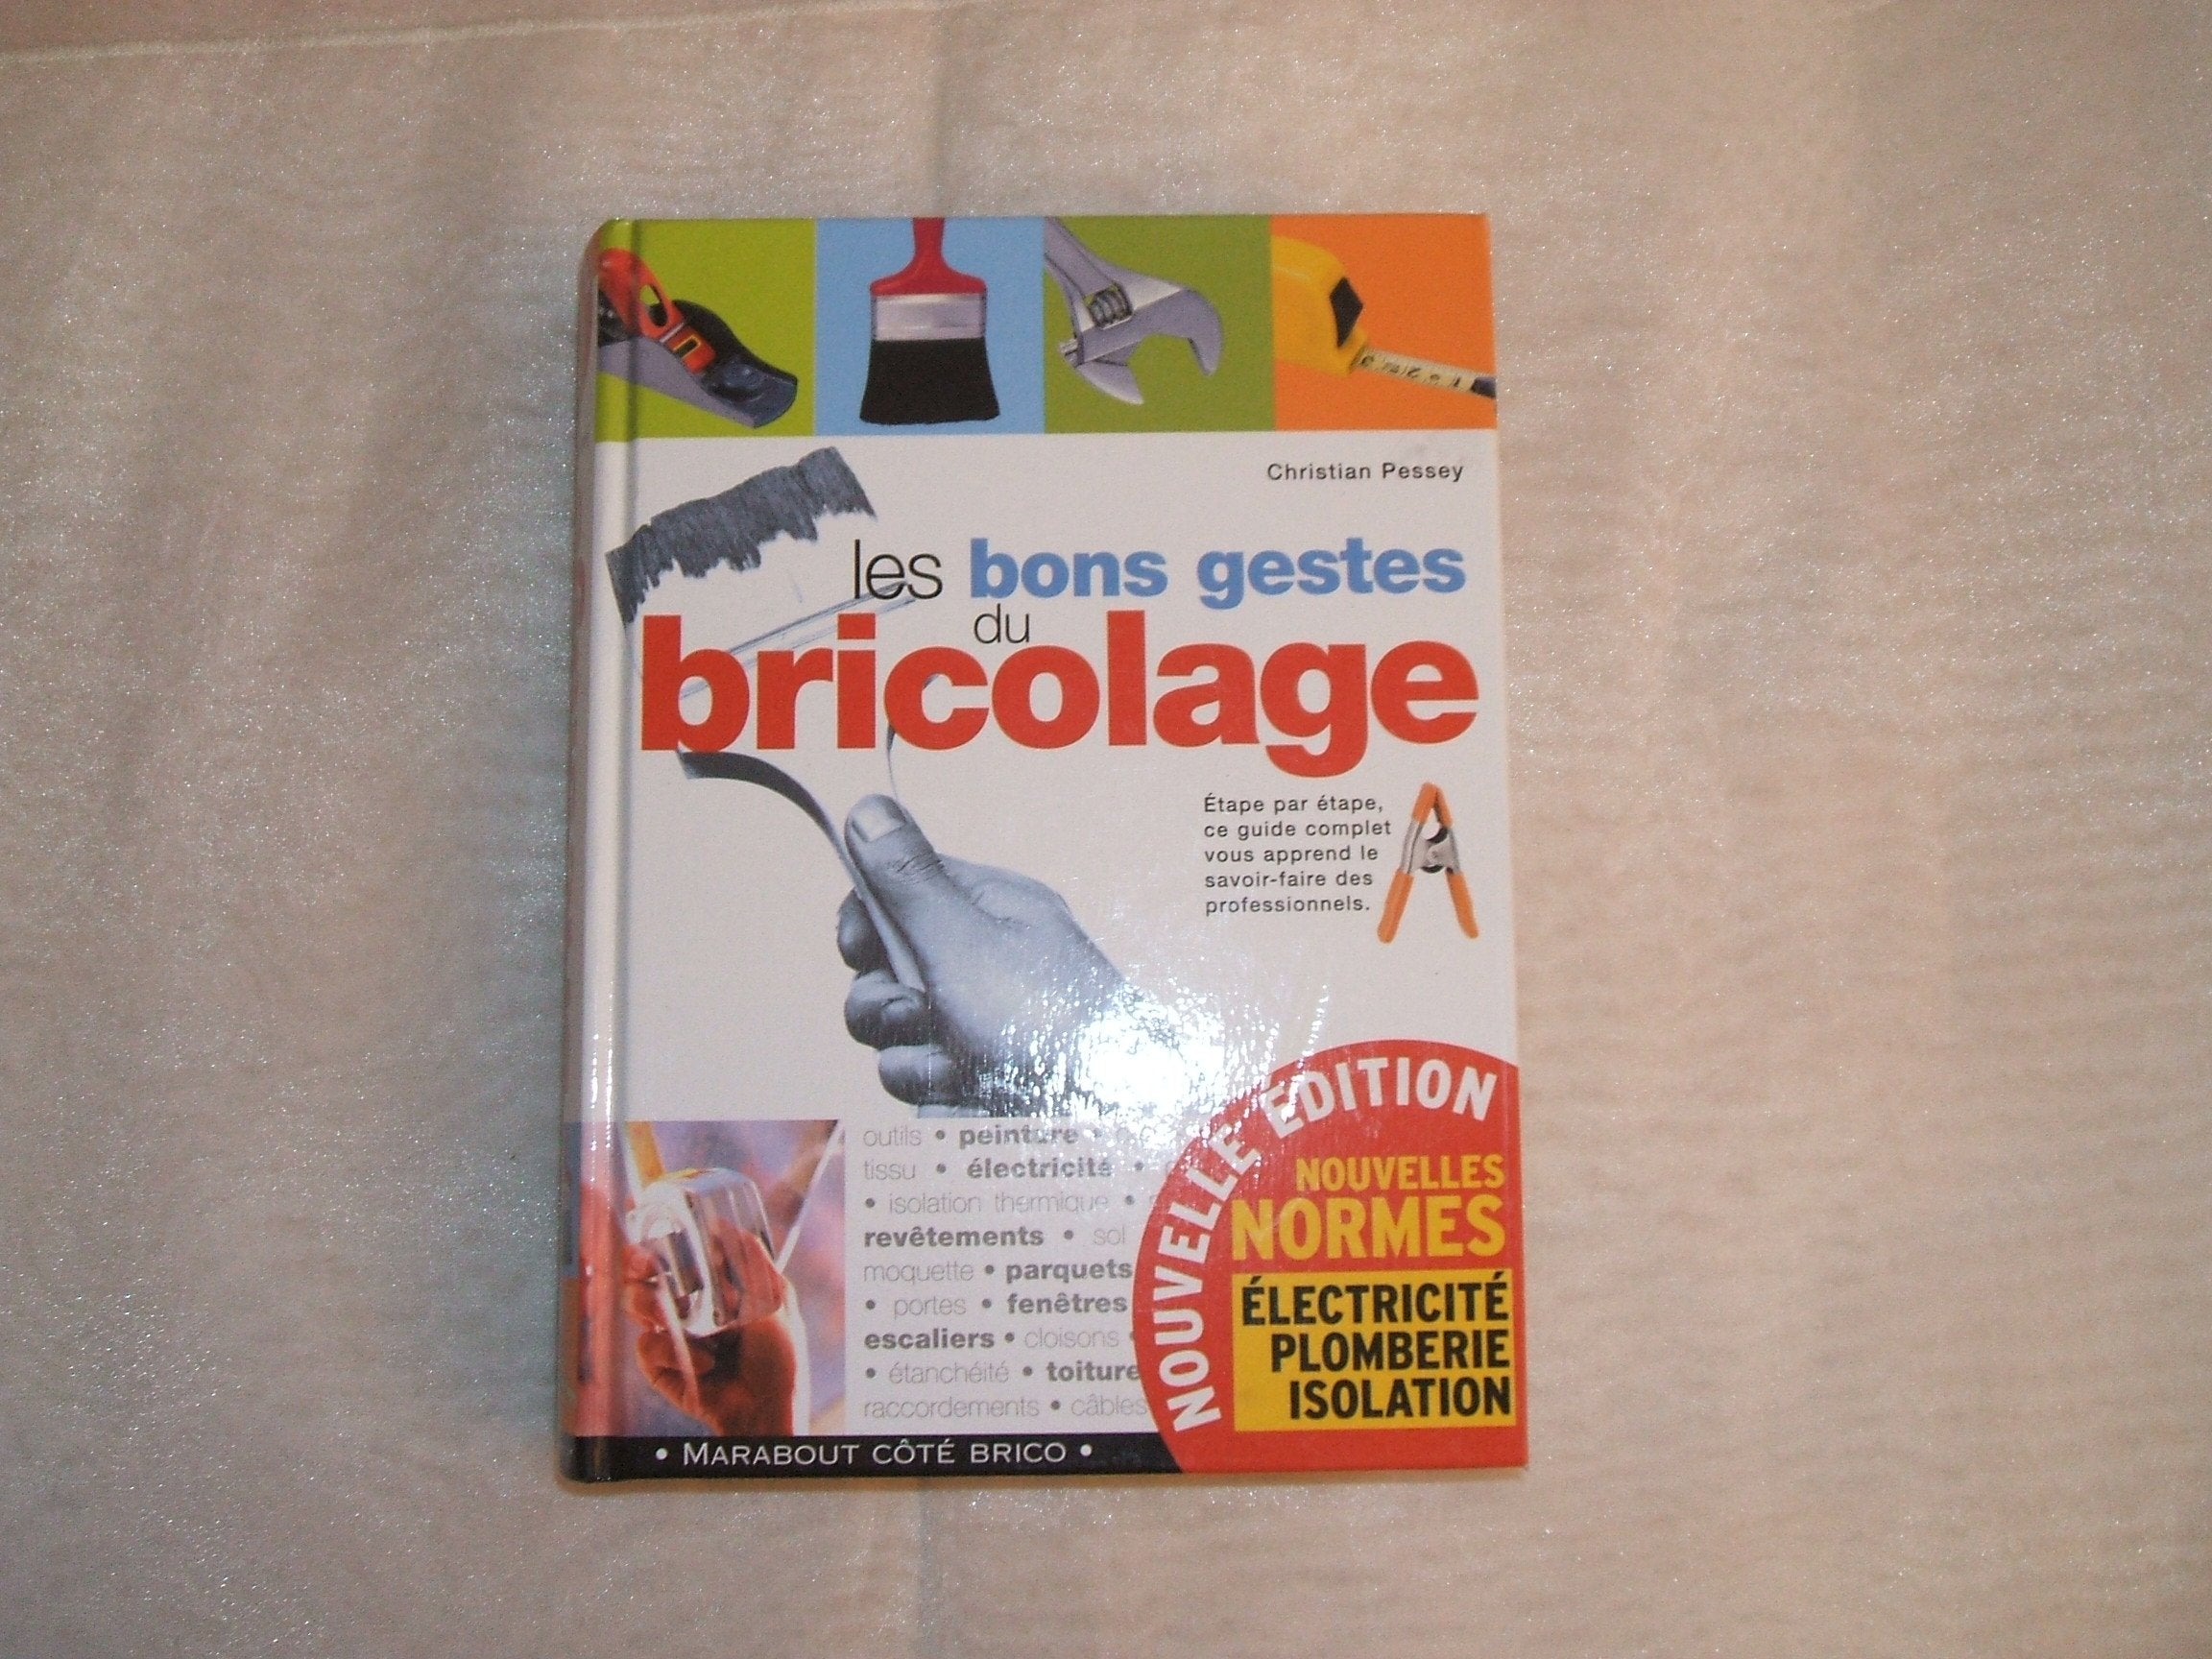 Christian Pessey
les bons gestes
du
bricolage
Étape par étape,
ce guide complet
vous apprend le
savoir-faire des
professionnels.
outils • peinture •
tissu • électricité •
• isolation thermique •
revêtements • sol
moquette • parquets
• portes • fenêtres
escaliers • cloisons •
• étanchéité • toiture
raccordements • câbles
NOUVELLE ÉDITION
NOUVELLES
NORMES
ÉLECTRICITÉ
PLOMBERIE
ISOLATION
• MARABOUT CÔTÉ BRICO •